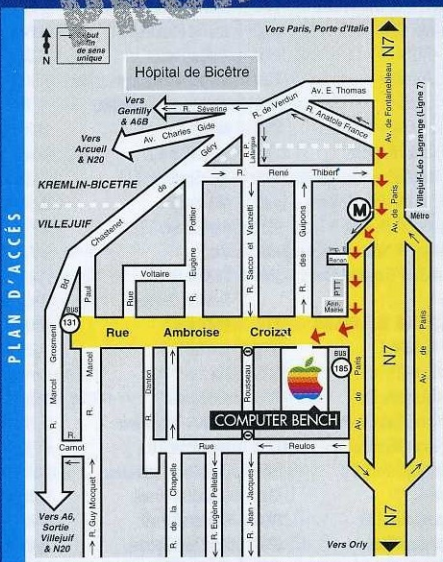 Vers Paris, Porte d'Italie
N7
Début
fin
de sens
unique
N
Hôpital de Bicêtre
Av. de Fontainebleau
Villejuif-Léo Lagrange (Ligne 7)
Av. E. Thomas
Vers
Gentilly
& A6B
R. Séverine
R. de Verdun
R. Anatole France
Av. Charles Gide
Vers
Arcueil
& N20
Géry
R. P.
Lafargue
R. René Thibert
KREMLIN-BICETRE
de
VILLEJUIF
Chastenet
M
Métro
Av. de Paris
PLAN D'ACCÈS
Eugène Pottier
R. Sacco et Vanzetti
R. des Guipons
Imp. E
Renan
Voltaire
Rue
PTT
Ann.
Mairie
Bd
Paul
BUS
131
Rue Ambroise Croizat
BUS
185
N7
Av. de Paris
Av. de Paris
R. Marcel Grosmenil
R. Marcel
R. Danton
Rousseau
COMPUTER BENCH
R.
Carnot
Rue Reulos
R. Guy Mocquet
R. de la Chapelle
R. Eugène Pelletan
R. Jean-Jacques
Vers A6,
Sortie
Villejuif
& N20
N7
Vers Orly